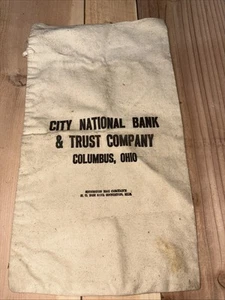 CITY NATIONAL BANK
& TRUST COMPANY
COLUMBUS, OHIO